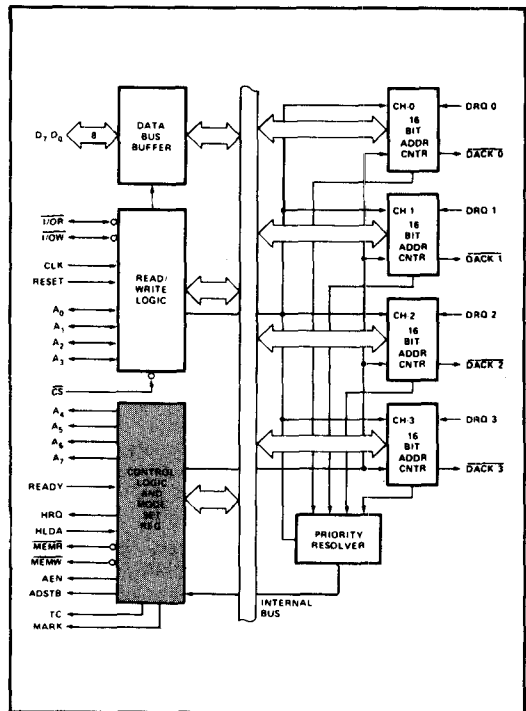 D7 D0
8
DATA
BUS
BUFFER
I/OR
I/OW
CLK
RESET
A0
A1
A2
A3
CS
READ/
WRITE
LOGIC
A4
A5
A6
A7
READY
HRQ
HLDA
MEMR
MEMW
AEN
ADSTB
TC
MARK
CONTROL
LOGIC
AND
MODE
SET
REG
INTERNAL
BUS
CH-0
16
BIT
ADDR
CNTR
DRQ 0
DACK 0
CH-1
16
BIT
ADDR
CNTR
DRQ 1
DACK 1
CH-2
16
BIT
ADDR
CNTR
DRQ 2
DACK 2
CH-3
16
BIT
ADDR
CNTR
DRQ 3
DACK 3
PRIORITY
RESOLVER